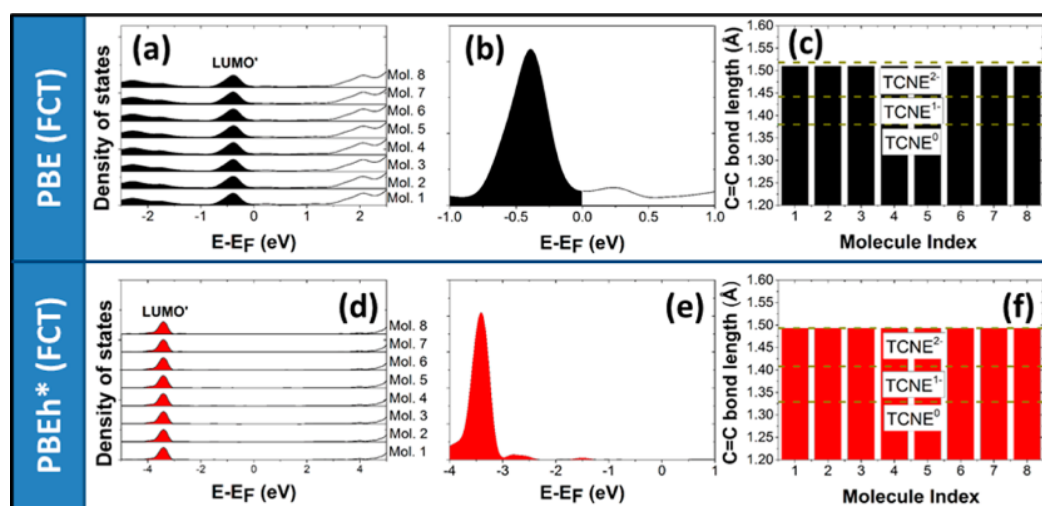 PBE (FCT)
(a)
LUMO'
Density of states
Mol. 8
Mol. 7
Mol. 6
Mol. 5
Mol. 4
Mol. 3
Mol. 2
Mol. 1
-2 -1 0 1 2
E-EF (eV)
(b)
-1.0 -0.5 0.0 0.5 1.0
E-EF (eV)
(c)
C=C bond length (Å)
1.60
1.55
1.50
1.45
1.40
1.35
1.30
1.25
1.20
TCNE2-
TCNE1-
TCNE0
1 2 3 4 5 6 7 8
Molecule Index
PBEh* (FCT)
(d)
LUMO'
Density of states
Mol. 8
Mol. 7
Mol. 6
Mol. 5
Mol. 4
Mol. 3
Mol. 2
Mol. 1
-4 -2 0 2 4
E-EF (eV)
(e)
-4 -3 -2 -1 0 1
E-EF (eV)
(f)
C=C bond length (Å)
1.60
1.55
1.50
1.45
1.40
1.35
1.30
1.25
1.20
TCNE2-
TCNE1-
TCNE0
1 2 3 4 5 6 7 8
Molecule Index